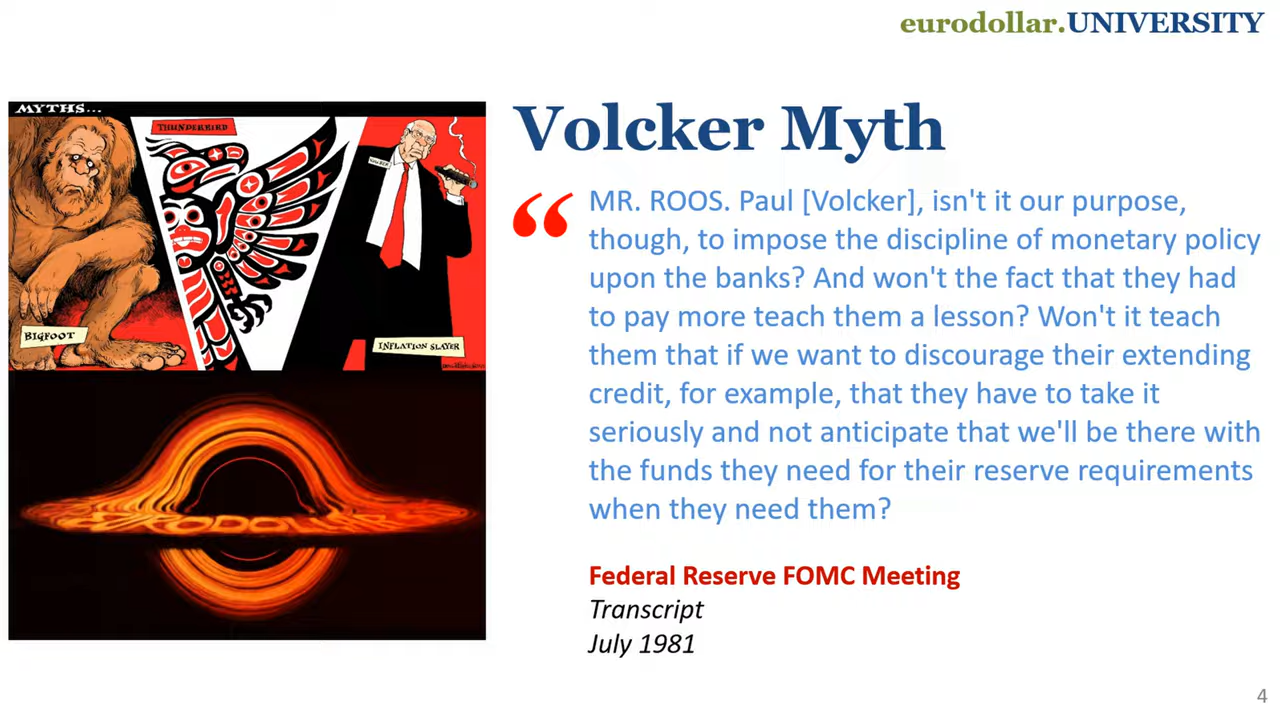 eurodollar.UNIVERSITY
MYTHS...
THUNDERBIRD
VOLCKER
BIGFOOT
INFLATION SLAYER
EURODOLLAR
Volcker Myth
“
MR. ROOS. Paul [Volcker], isn't it our purpose,
though, to impose the discipline of monetary policy
upon the banks? And won't the fact that they had
to pay more teach them a lesson? Won't it teach
them that if we want to discourage their extending
credit, for example, that they have to take it
seriously and not anticipate that we'll be there with
the funds they need for their reserve requirements
when they need them?
Federal Reserve FOMC Meeting
Transcript
July 1981
4